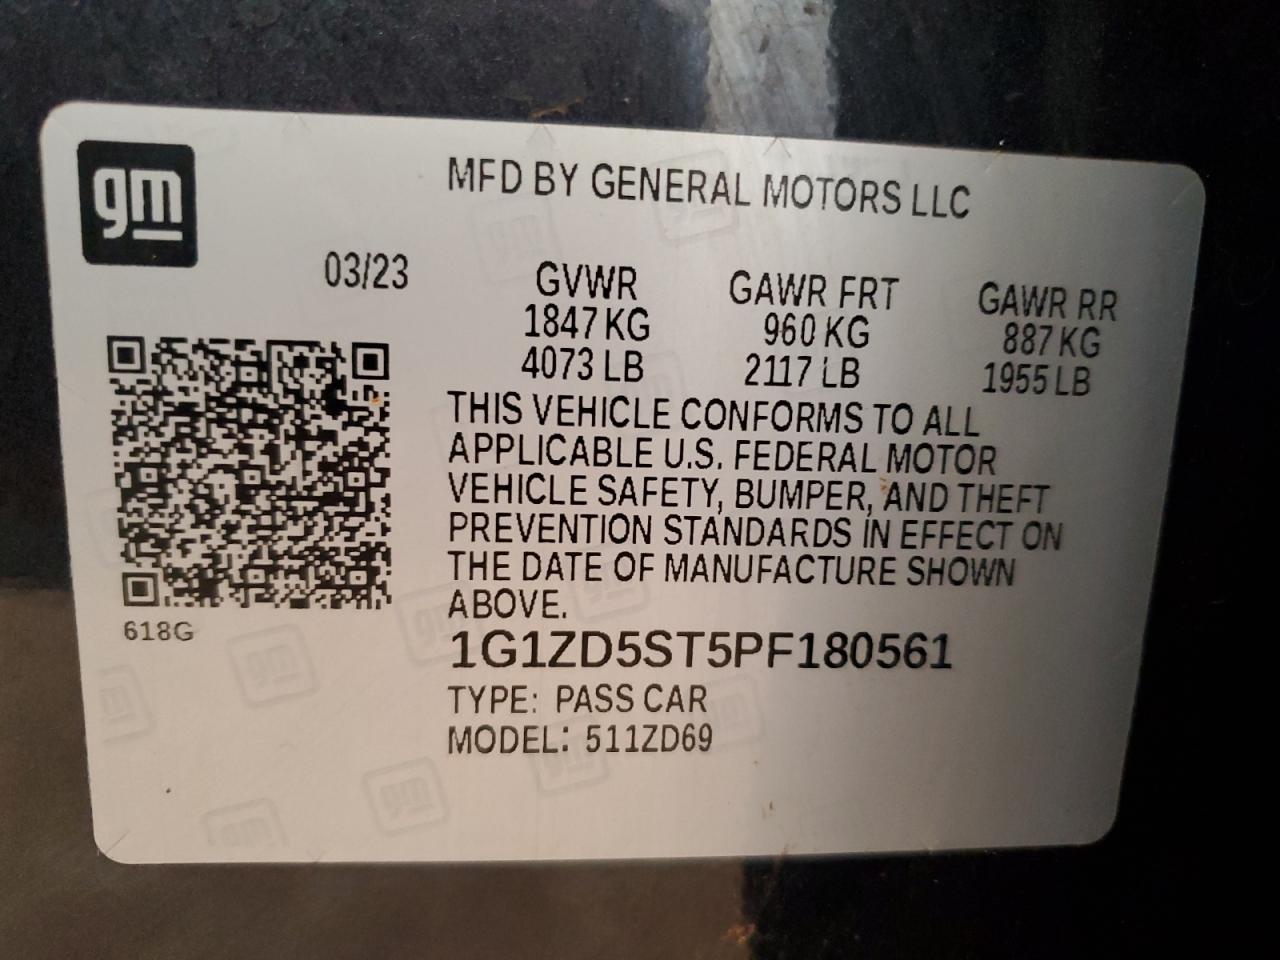 gm
MFD BY GENERAL MOTORS LLC
03/23
GVWR GAWR FRT GAWR RR
1847 KG 960 KG 887 KG
4073 LB 2117 LB 1955 LB
THIS VEHICLE CONFORMS TO ALL
APPLICABLE U.S. FEDERAL MOTOR
VEHICLE SAFETY, BUMPER, AND THEFT
PREVENTION STANDARDS IN EFFECT ON
THE DATE OF MANUFACTURE SHOWN
ABOVE.
618G
1G1ZD5ST5PF180561
TYPE: PASS CAR
MODEL: 511ZD69